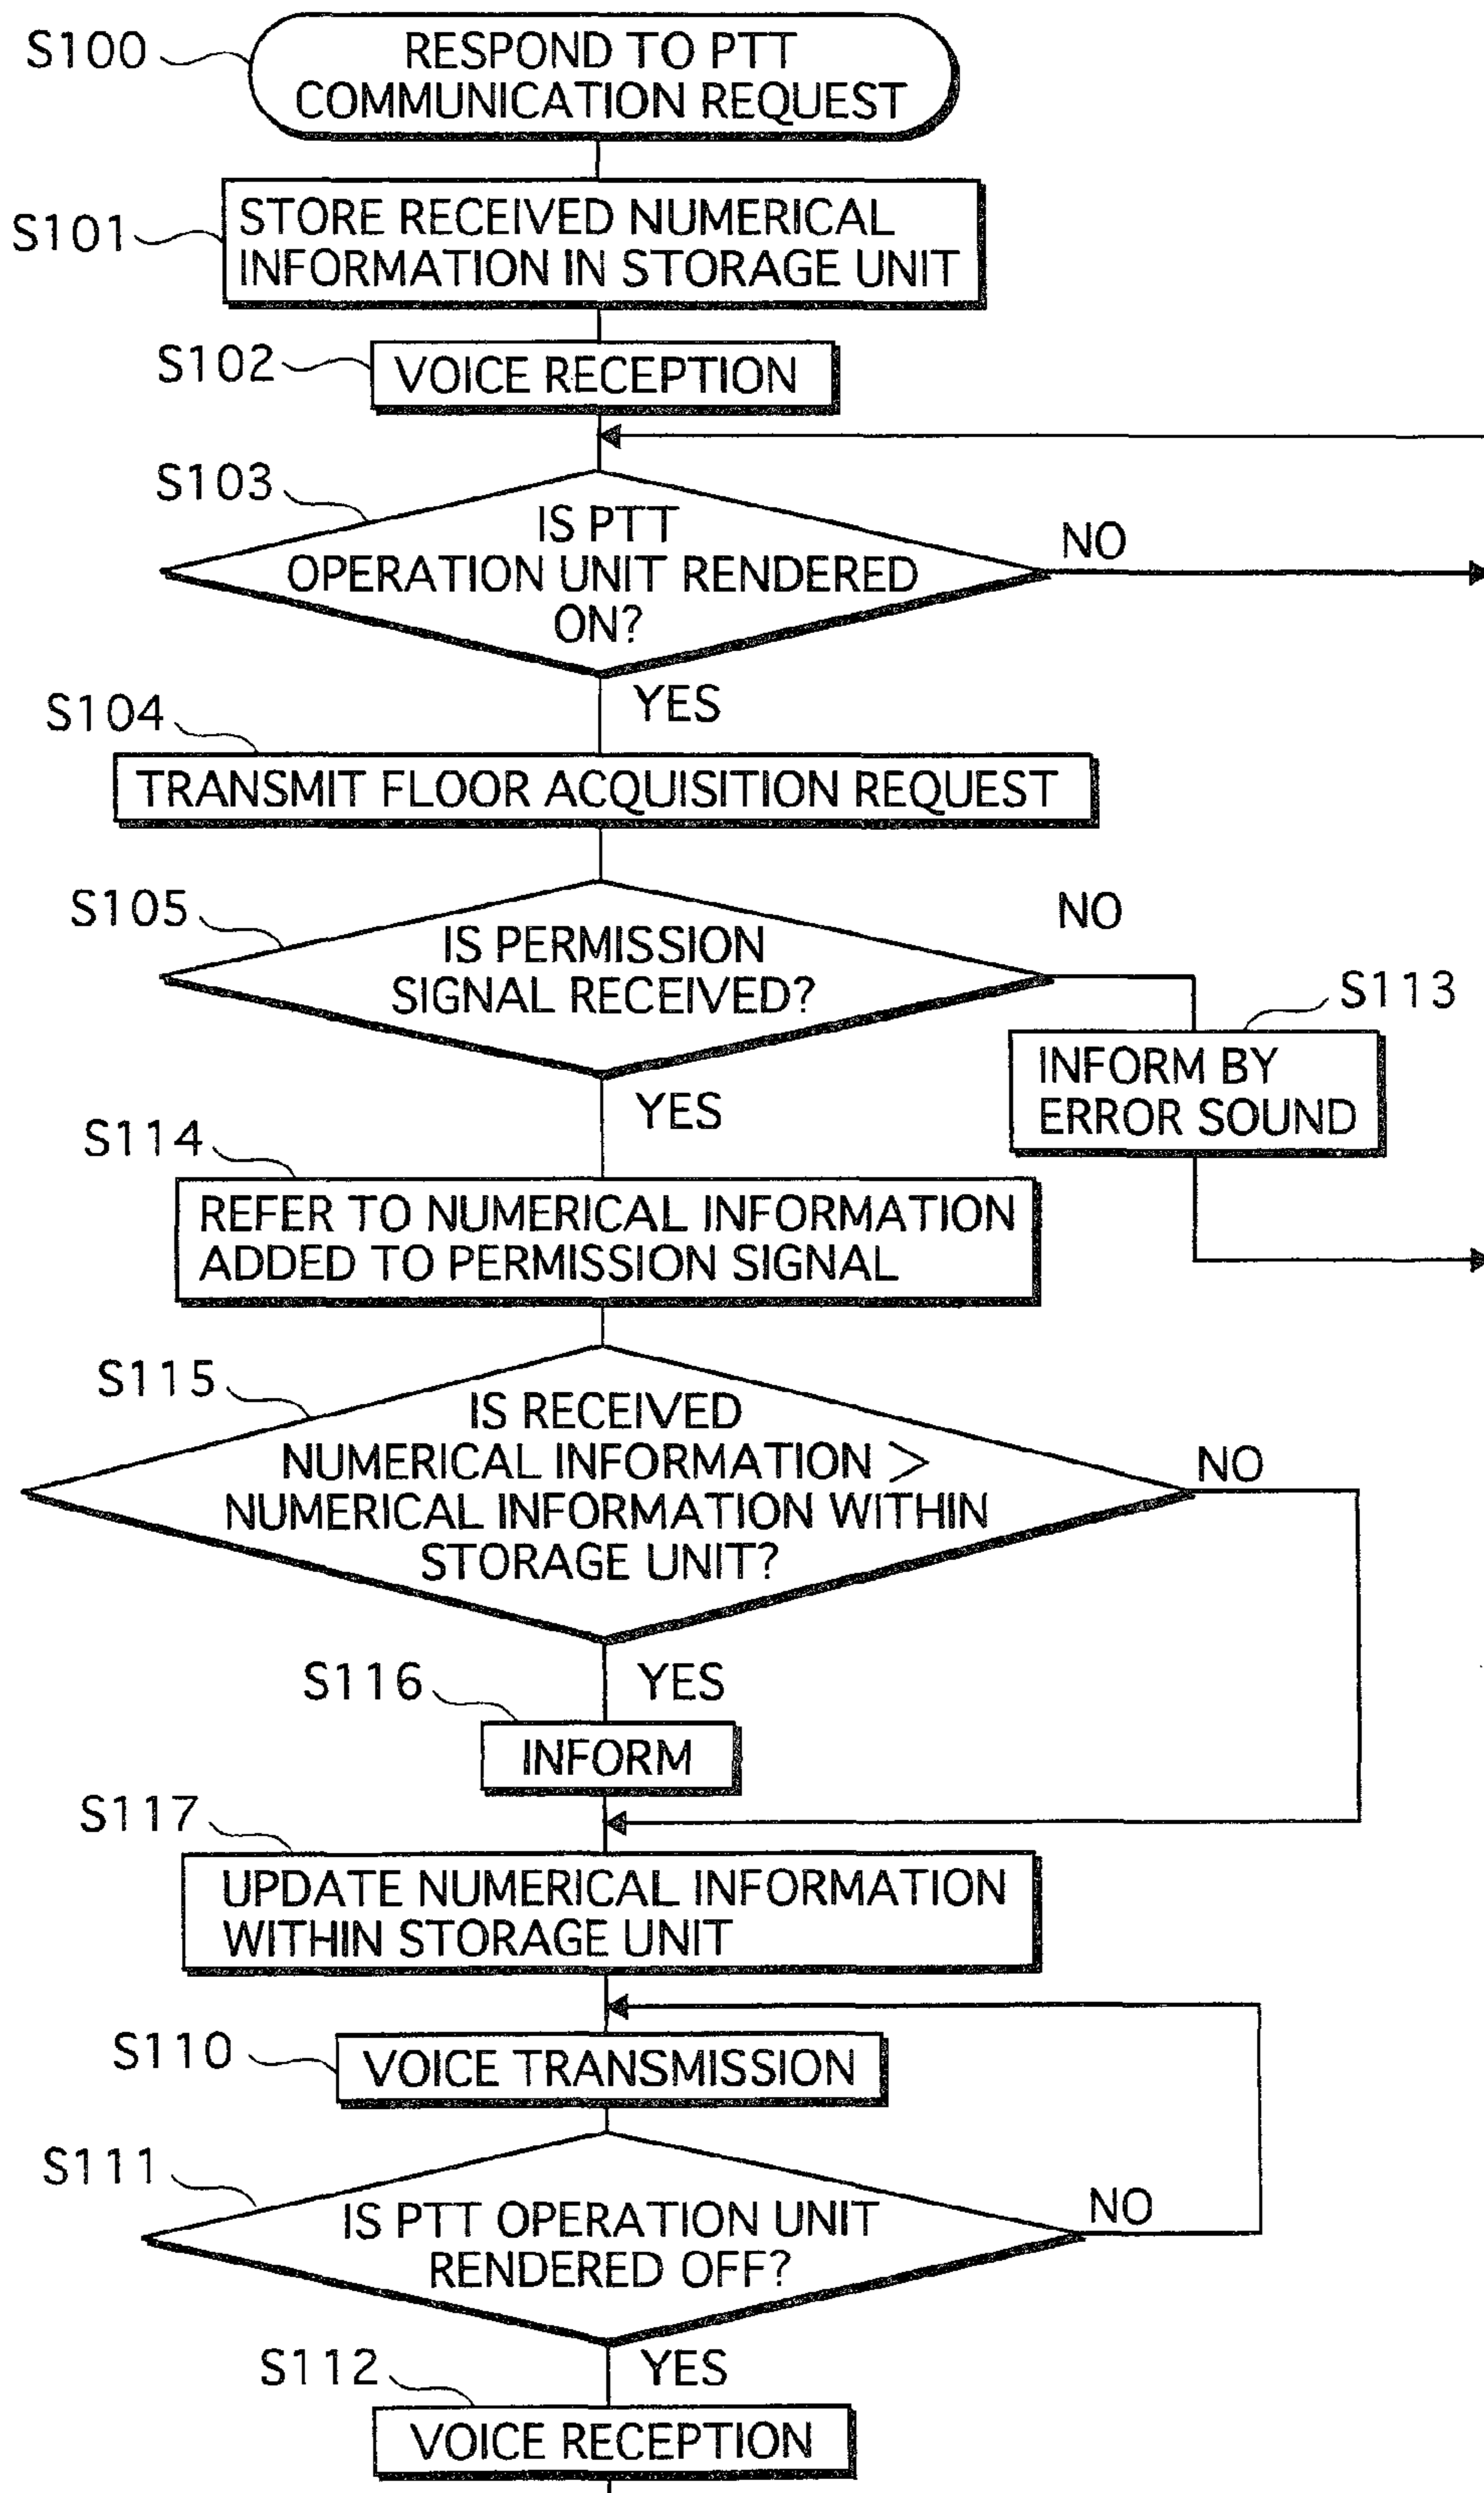 S100
RESPOND TO PTT
COMMUNICATION REQUEST
S101
STORE RECEIVED NUMERICAL
INFORMATION IN STORAGE UNIT
S102
VOICE RECEPTION
S103
IS PTT
OPERATION UNIT RENDERED
ON?
NO
YES
S104
TRANSMIT FLOOR ACQUISITION REQUEST
S105
IS PERMISSION
SIGNAL RECEIVED?
NO
S113
INFORM BY
ERROR SOUND
YES
S114
REFER TO NUMERICAL INFORMATION
ADDED TO PERMISSION SIGNAL
S115
IS RECEIVED
NUMERICAL INFORMATION >
NUMERICAL INFORMATION WITHIN
STORAGE UNIT?
NO
YES
S116
INFORM
S117
UPDATE NUMERICAL INFORMATION
WITHIN STORAGE UNIT
S110
VOICE TRANSMISSION
S111
IS PTT OPERATION UNIT
RENDERED OFF?
NO
YES
S112
VOICE RECEPTION